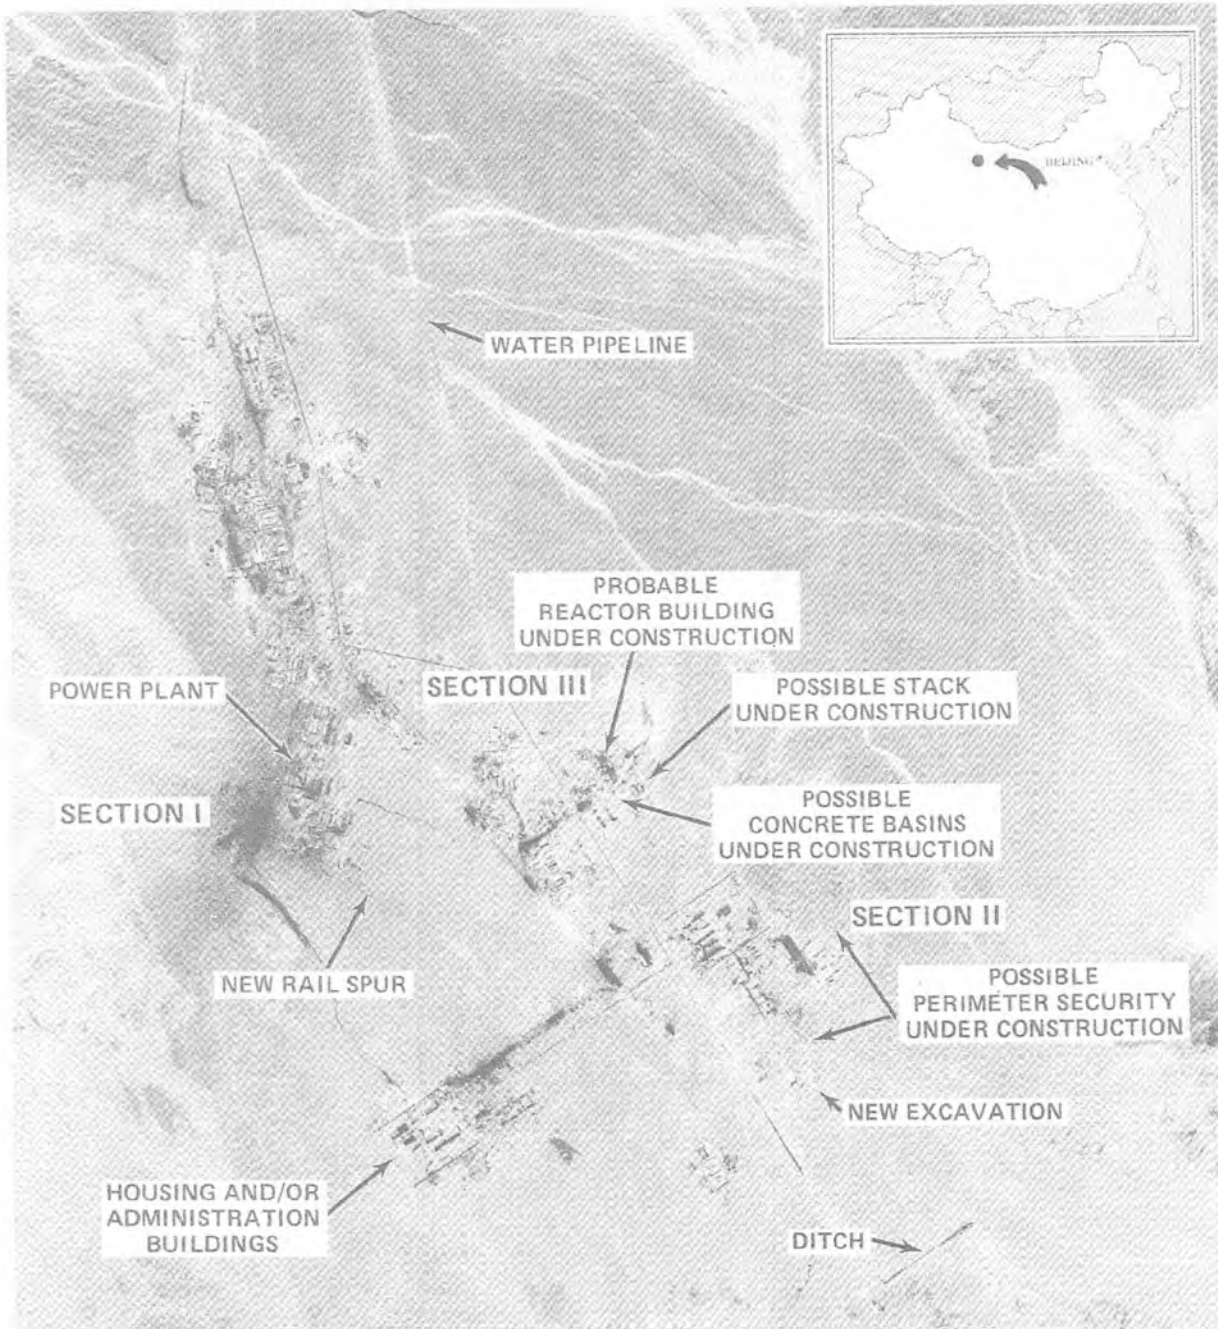 BEIJING
WATER PIPELINE
PROBABLE
REACTOR BUILDING
UNDER CONSTRUCTION
SECTION III
POWER PLANT
POSSIBLE STACK
UNDER CONSTRUCTION
SECTION I
POSSIBLE
CONCRETE BASINS
UNDER CONSTRUCTION
SECTION II
NEW RAIL SPUR
POSSIBLE
PERIMETER SECURITY
UNDER CONSTRUCTION
NEW EXCAVATION
HOUSING AND/OR
ADMINISTRATION
BUILDINGS
DITCH